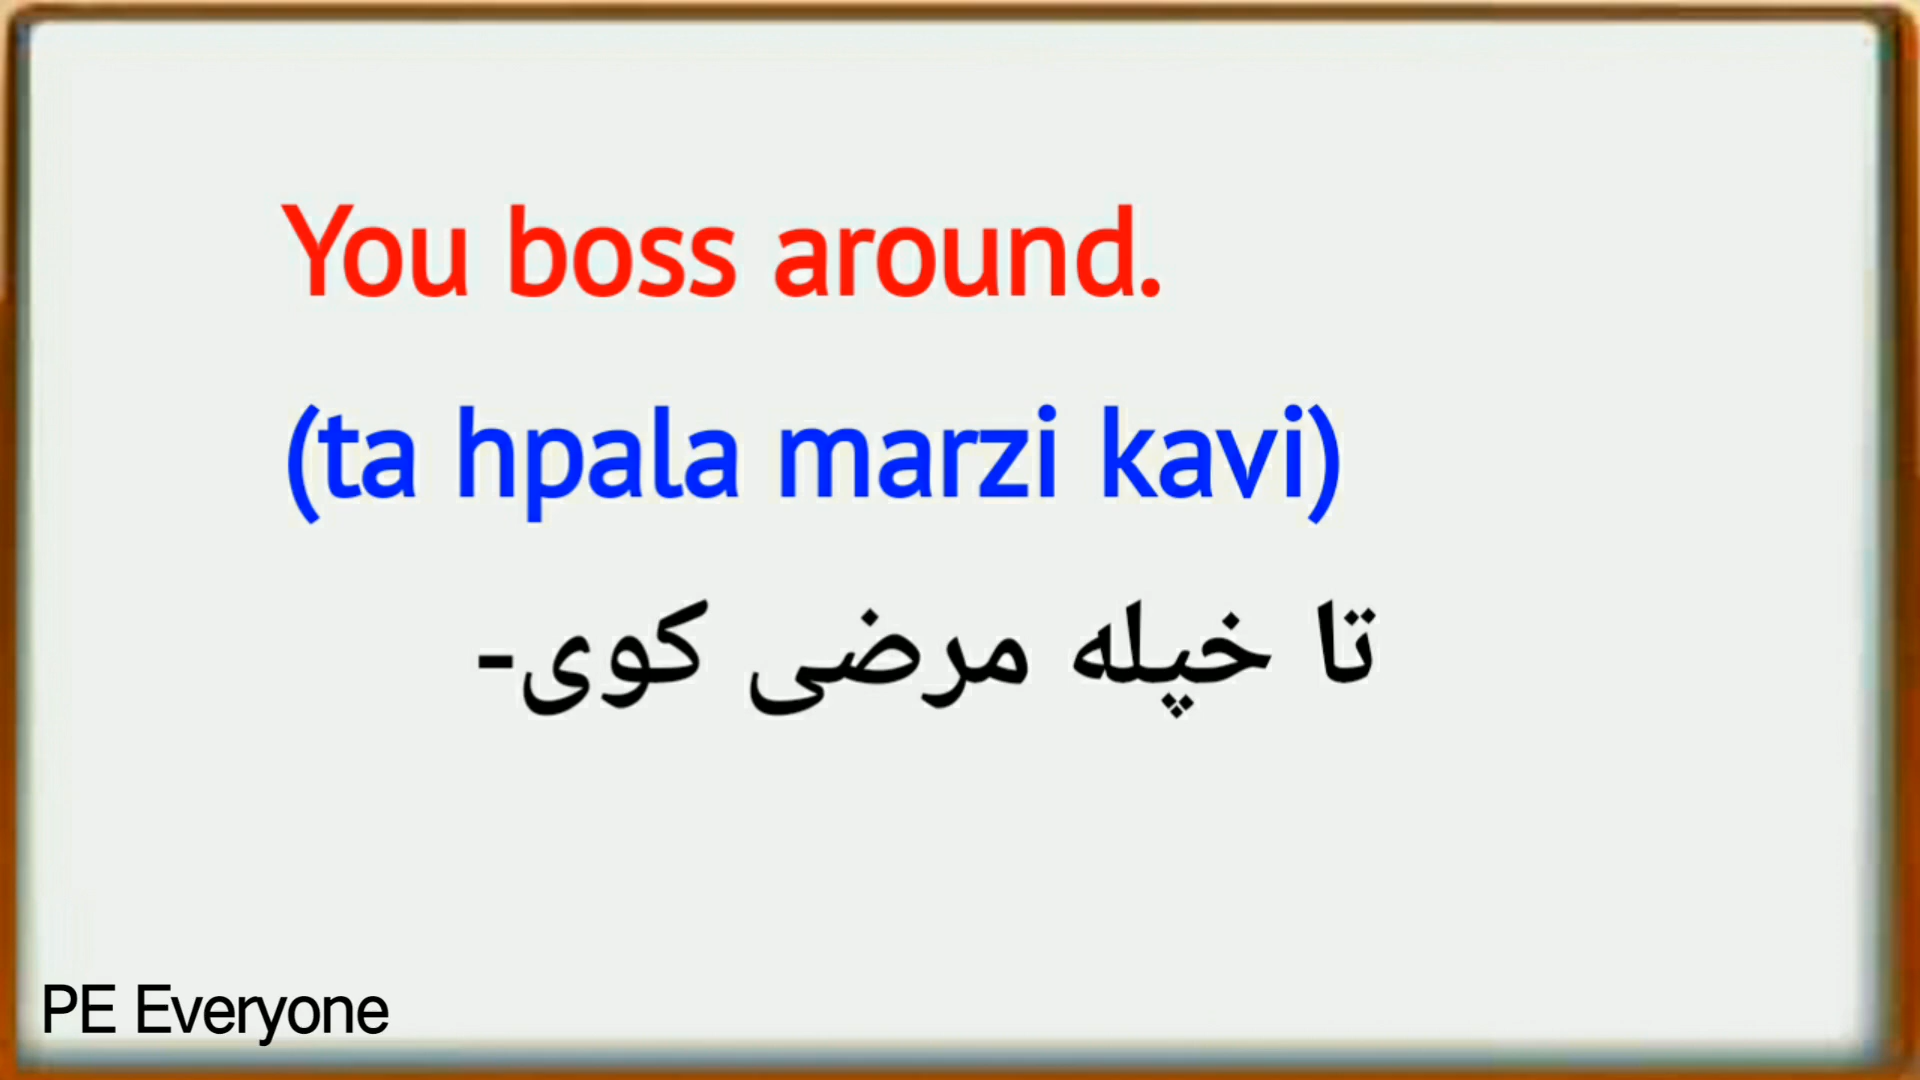 You boss around.
(ta hpala marzi kavi)
تا خپله مرضی کوی-
PE Everyone